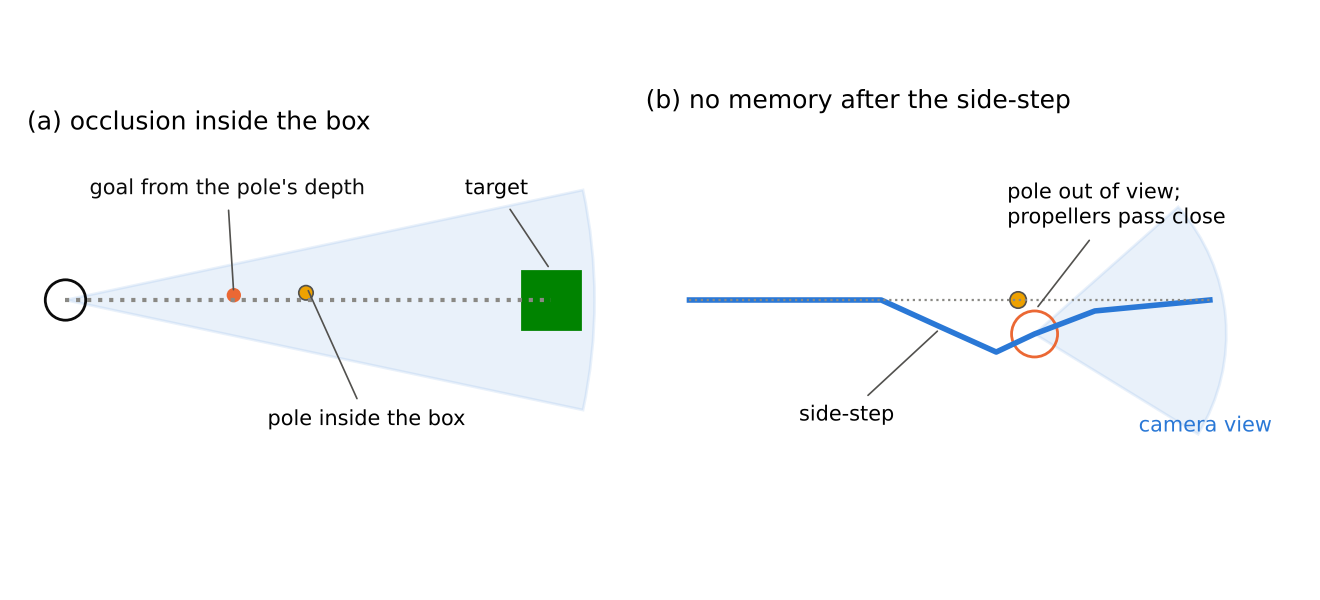 (a) occlusion inside the box
goal from the pole's depth
target
pole inside the box
(b) no memory after the side-step
pole out of view;
propellers pass close
side-step
camera view